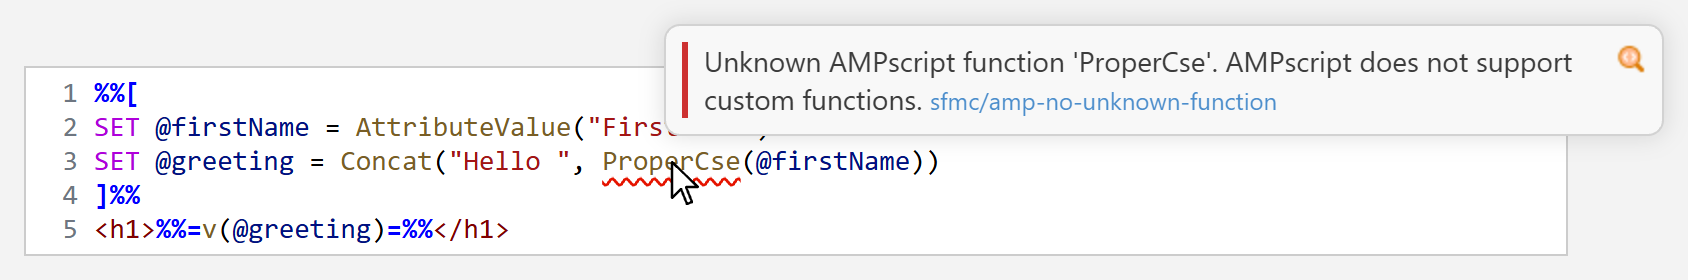 Unknown AMPscript function 'ProperCse'. AMPscript does not support
custom functions. sfmc/amp-no-unknown-function
1 %%[
2 SET @firstName = AttributeValue("First
3 SET @greeting = Concat("Hello ", ProperCse(@firstName))
4 ]%%
5 <h1>%%=v(@greeting)=%%</h1>